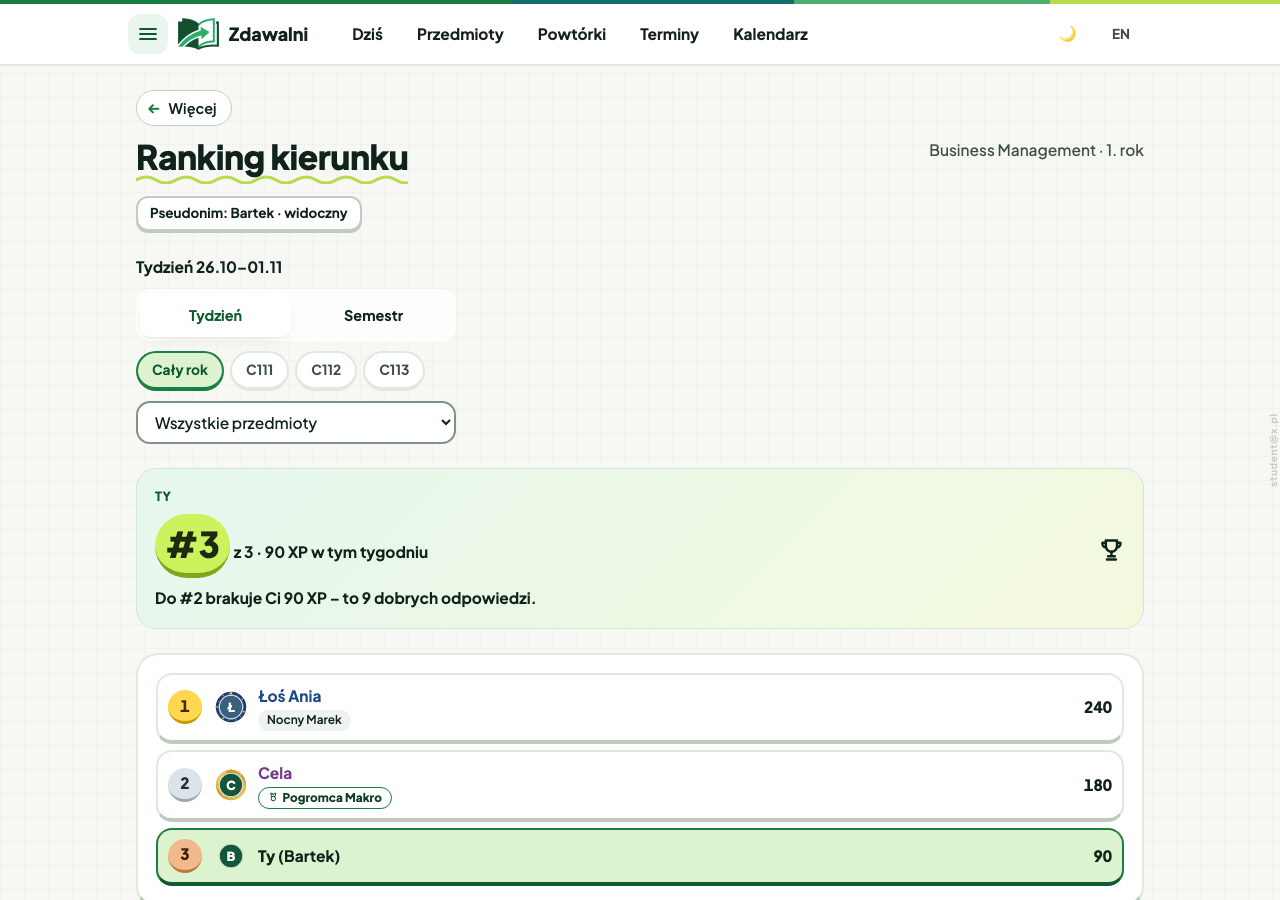 Zdawalni
Dziś
Przedmioty
Powtórki
Terminy
Kalendarz
EN
← Więcej
Ranking kierunku
Business Management · 1. rok
Pseudonim: Bartek · widoczny
Tydzień 26.10–01.11
Tydzień
Semestr
Cały rok
C111
C112
C113
Wszystkie przedmioty
student@x.pl
TY
#3 z 3 · 90 XP w tym tygodniu
Do #2 brakuje Ci 90 XP – to 9 dobrych odpowiedzi.
1
Ł
Łoś Ania
Nocny Marek
240
2
C
Cela
Pogromca Makro
180
3
B
Ty (Bartek)
90